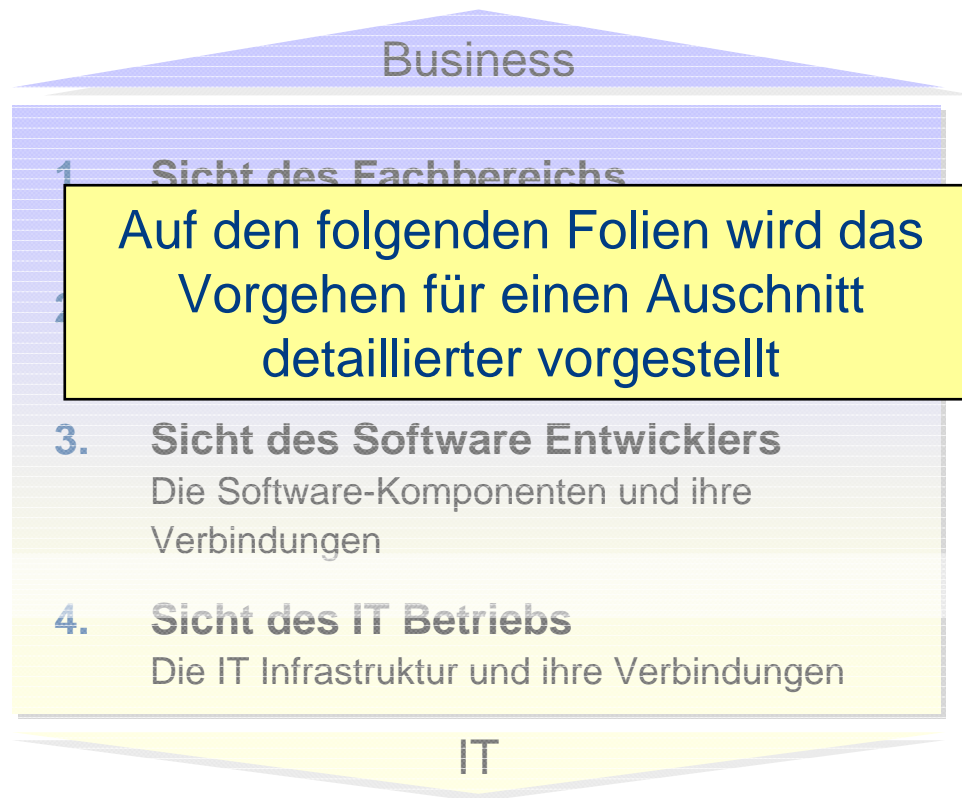 Business
1. Sicht des Fachbereichs
Auf den folgenden Folien wird das
Vorgehen für einen Auschnitt
detaillierter vorgestellt
3. Sicht des Software Entwicklers
Die Software-Komponenten und ihre
Verbindungen
4. Sicht des IT Betriebs
Die IT Infrastruktur und ihre Verbindungen
IT